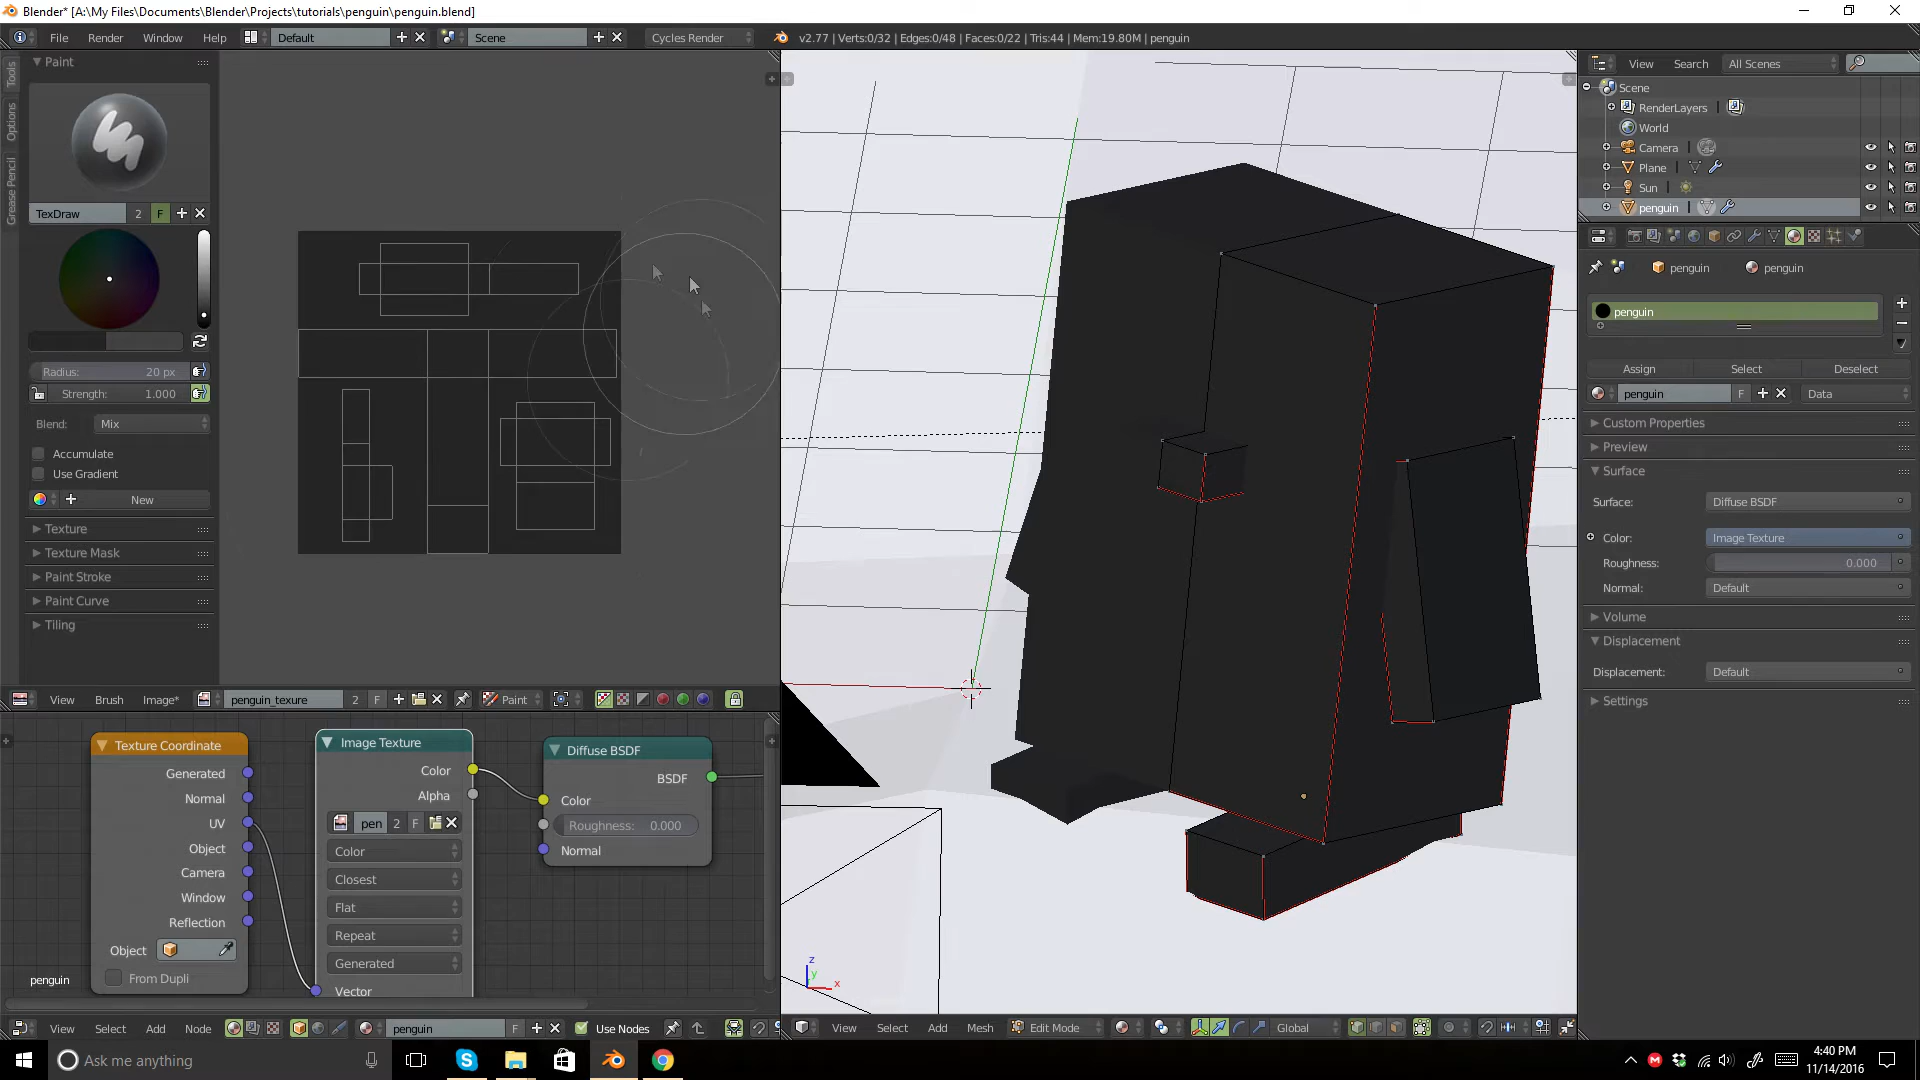 Blender* [A:\My Files\Documents\Blender\Projects\tutorials\penguin\penguin.blend]
File Render Window Help Default Scene Cycles Render v2.77 | Verts:0/32 | Edges:0/48 | Faces:0/22 | Tris:44 | Mem:19.80M | penguin
Tools
Options
Grease Pencil
Paint
TexDraw 2 F
Radius: 20 px
Strength: 1.000
Blend: Mix
Accumulate
Use Gradient
New
Texture
Texture Mask
Paint Stroke
Paint Curve
Tiling
View Brush Image* penguin_texure 2 F Paint
Texture Coordinate
Generated
Normal
UV
Object
Camera
Window
Reflection
Object
From Dupli
Image Texture
Color
Alpha
pen 2 F
Color
Closest
Flat
Repeat
Generated
Vector
Diffuse BSDF
BSDF
Color
Roughness: 0.000
Normal
penguin
View Select Add Node penguin F Use Nodes
z
y
x
View Select Add Mesh Edit Mode Global
View Search All Scenes
Scene
RenderLayers
World
Camera
Plane
Sun
penguin
penguin penguin
penguin
Assign Select Deselect
penguin F Data
Custom Properties
Preview
Surface
Surface: Diffuse BSDF
Color: Image Texture
Roughness: 0.000
Normal: Default
Volume
Displacement
Displacement: Default
Settings
Ask me anything
4:40 PM
11/14/2016